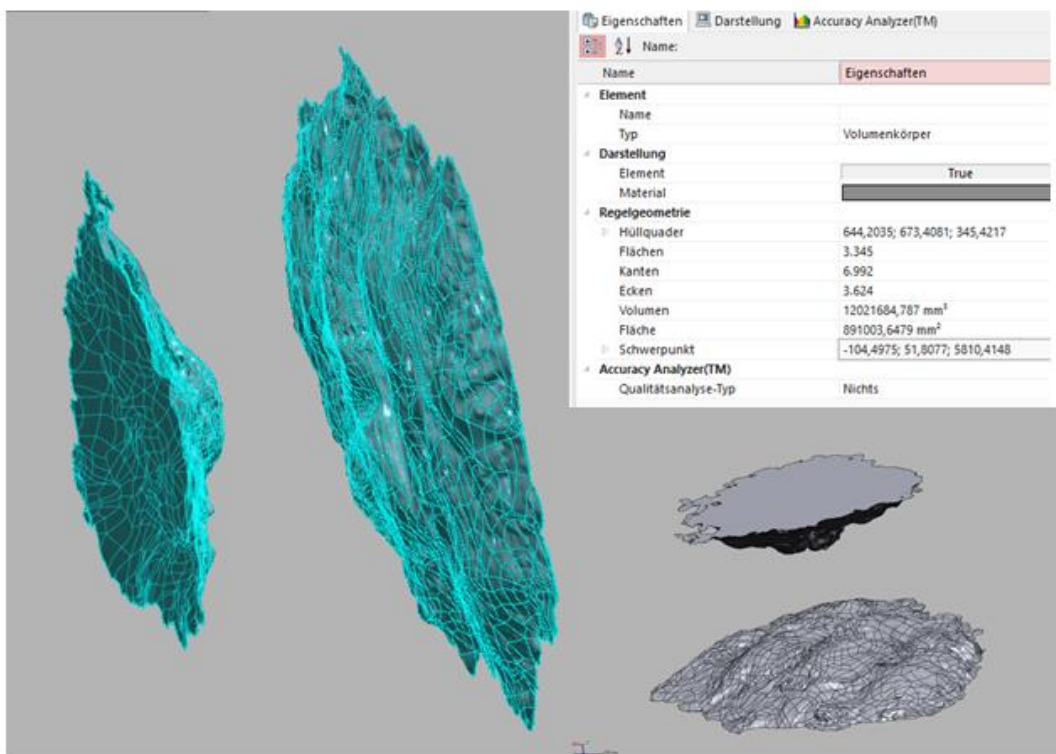 Eigenschaften Darstellung Accuracy Analyzer(TM)
Name:
Name Eigenschaften
Element
Name
Typ Volumenkörper
Darstellung
Element True
Material
Regelgeometrie
Hüllquader 644,2035; 673,4081; 345,4217
Flächen 3.345
Kanten 6.992
Ecken 3.624
Volumen 12021684,787 mm³
Fläche 891003,6479 mm²
Schwerpunkt -104,4975; 51,8077; 5810,4148
Accuracy Analyzer(TM)
Qualitätsanalyse-Typ Nichts